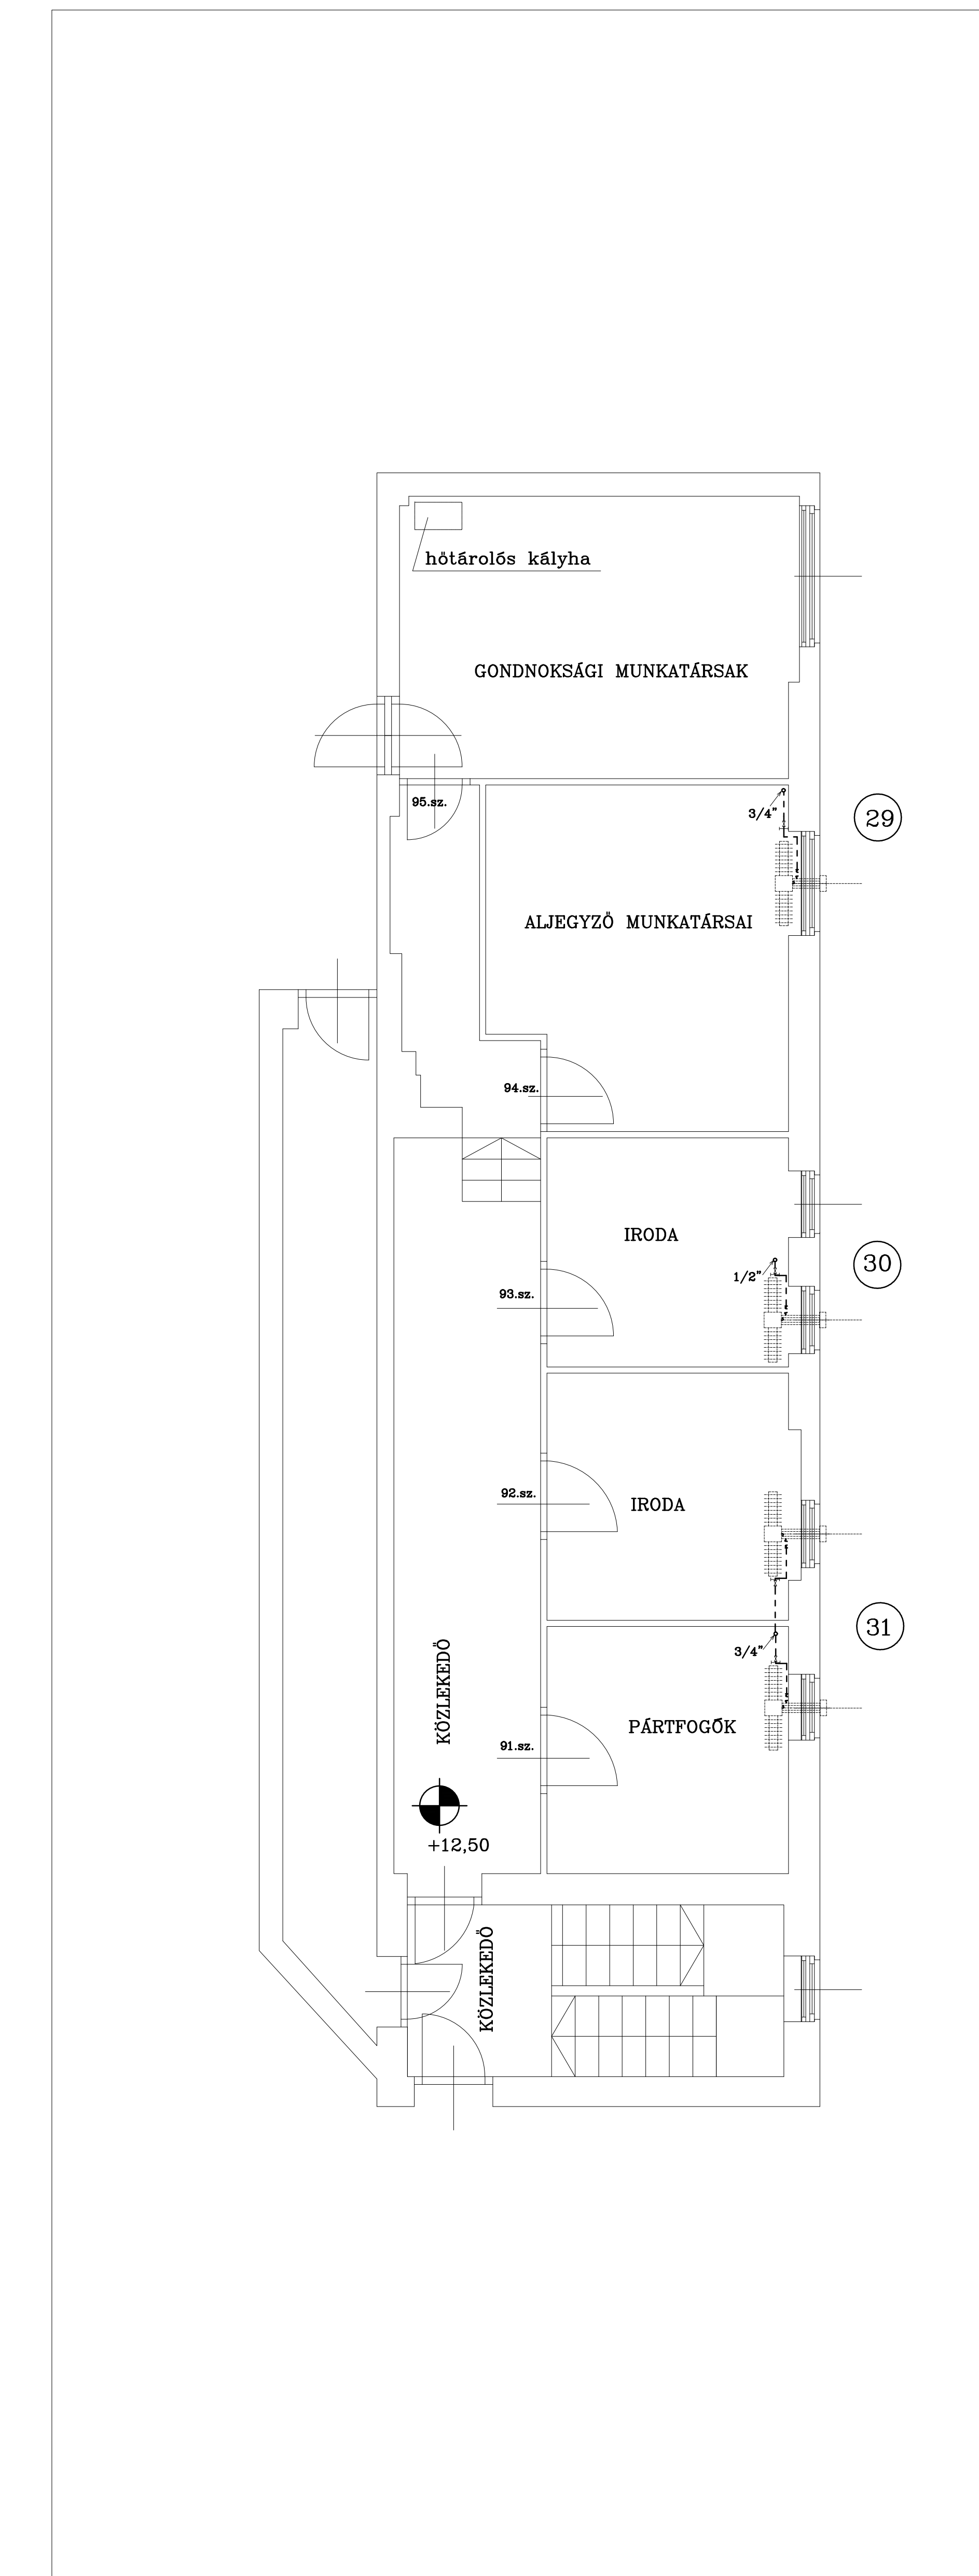 hőtárolós kályha
GONDNOKSÁGI MUNKATÁRSAK
95.sz.
3/4"
29
ALJEGYZŐ MUNKATÁRSAI
94.sz.
IRODA
30
1/2"
93.sz.
92.sz.
IRODA
31
3/4"
KÖZLEKEDŐ
PÁRTFOGÓK
91.sz.
+12,50
KÖZLEKEDŐ